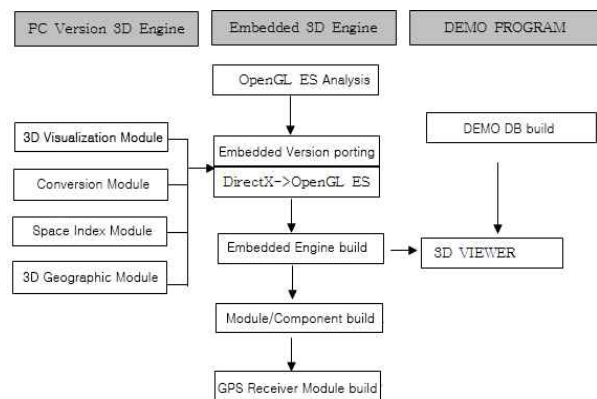 PC Version 3D Engine
Embedded 3D Engine
DEMO PROGRAM
OpenGL ES Analysis
3D Visualization Module
Conversion Module
Space Index Module
3D Geographic Module
Embedded Version porting
DirectX->OpenGL ES
Embedded Engine build
Module/Component build
GPS Receiver Module build
DEMO DB build
3D VIEWER